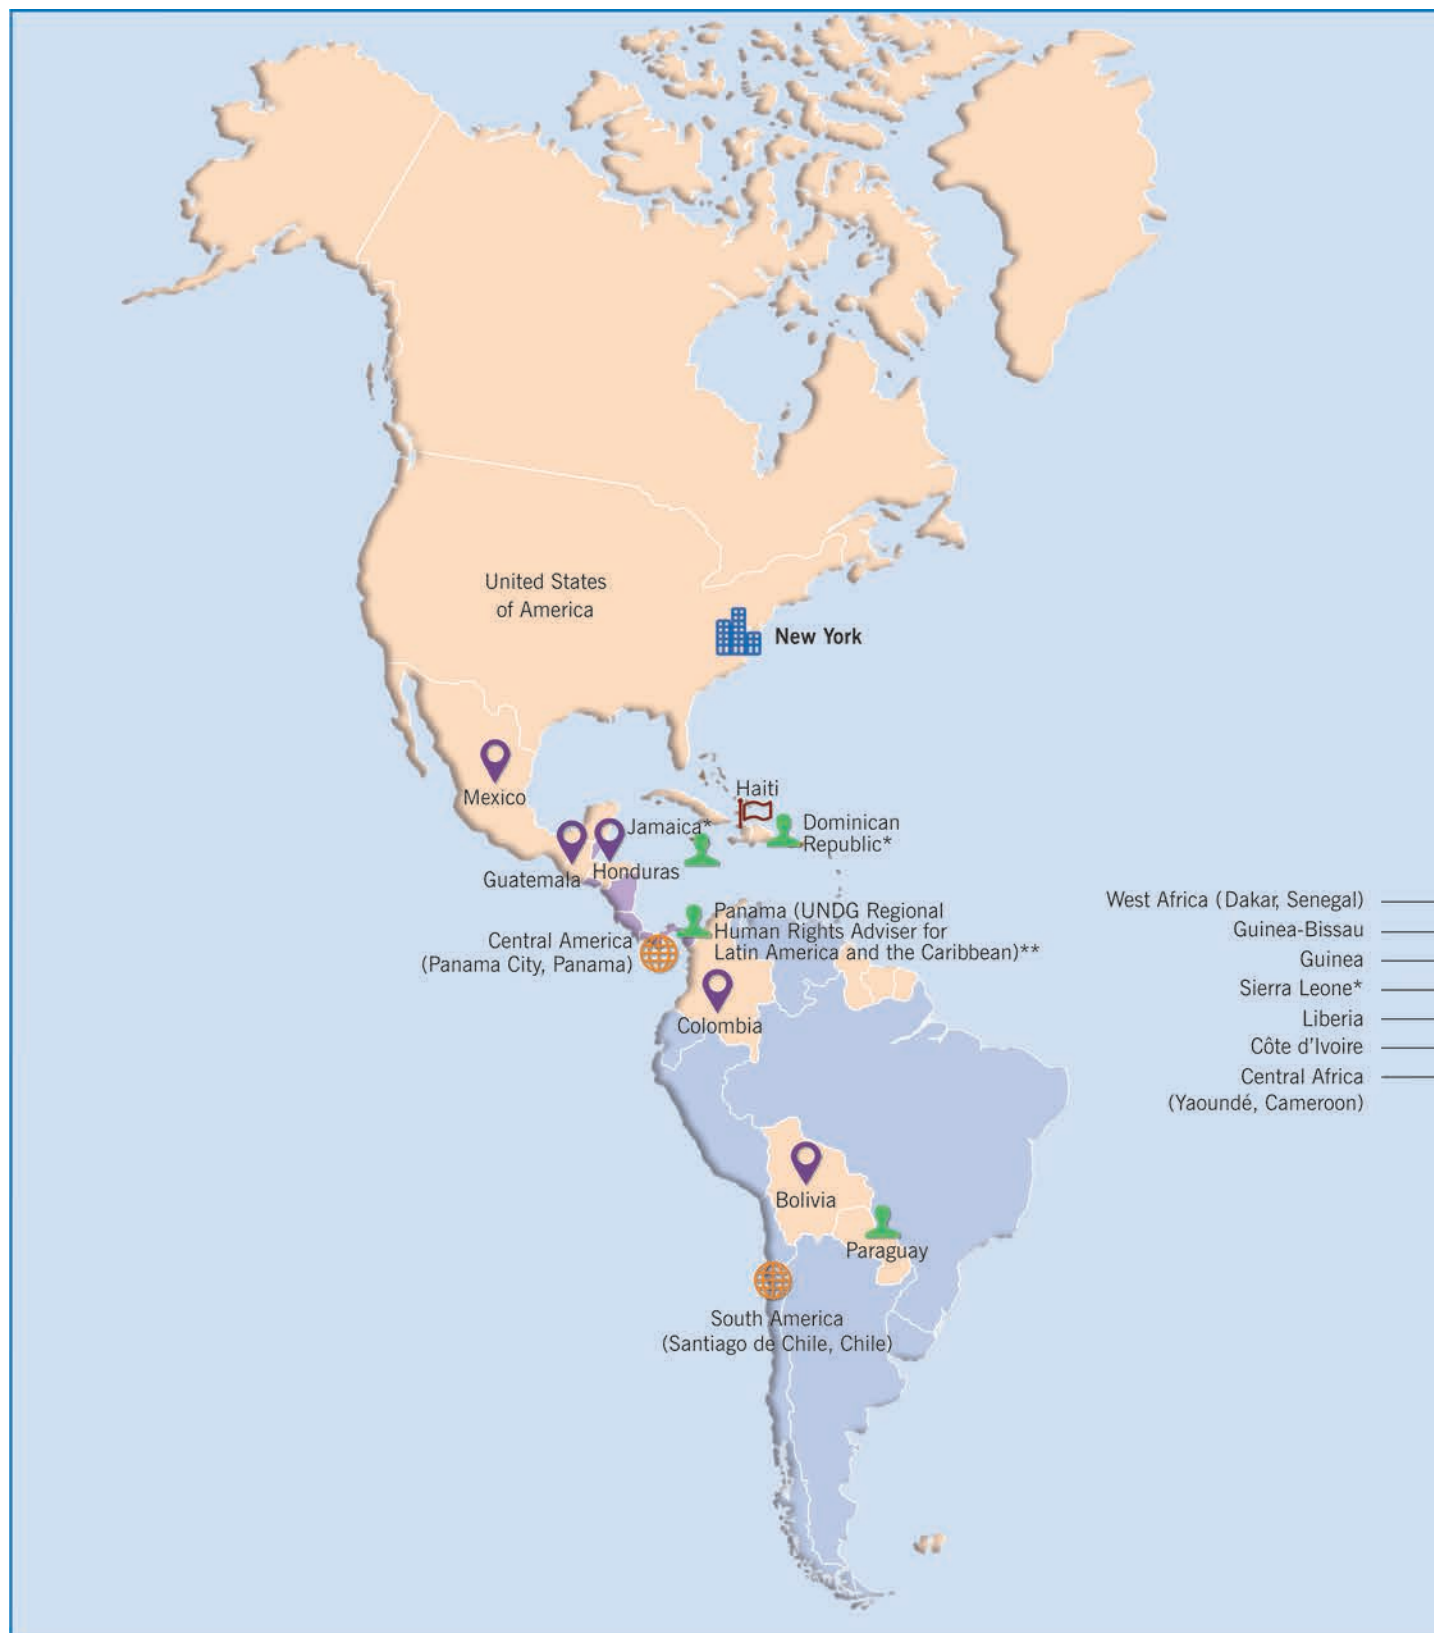 United States
of America
New York
Mexico
Haiti
Jamaica*
Dominican
Republic*
Guatemala
Honduras
Panama (UNDG Regional
Human Rights Adviser for
Latin America and the Caribbean)**
Central America
(Panama City, Panama)
Colombia
Bolivia
Paraguay
South America
(Santiago de Chile, Chile)
West Africa (Dakar, Senegal)
Guinea-Bissau
Guinea
Sierra Leone*
Liberia
Côte d'Ivoire
Central Africa
(Yaoundé, Cameroon)